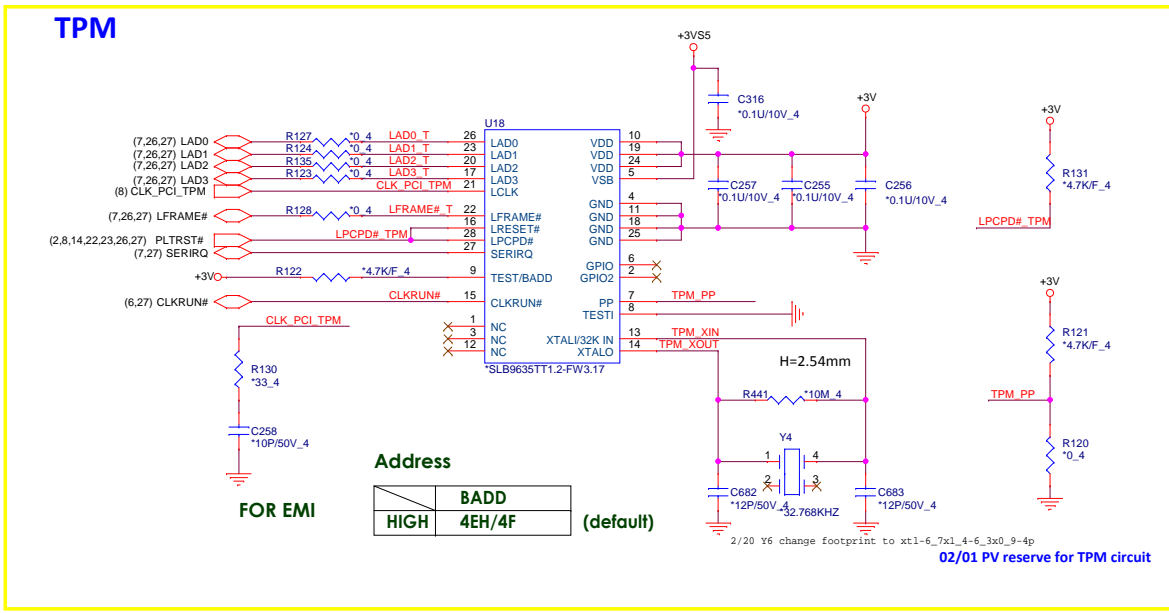 TPM
+3VS5
C316
*0.1U/10V_4
+3V
+3V
U18
(7,26,27) LAD0
R127
*0_4
LAD0_T
26
LAD0
VDD
10
(7,26,27) LAD1
R124
*0_4
LAD1_T
23
LAD1
VDD
19
(7,26,27) LAD2
R135
*0_4
LAD2_T
20
LAD2
VDD
24
(7,26,27) LAD3
R123
*0_4
LAD3_T
17
LAD3
VSB
5
(8) CLK_PCI_TPM
CLK_PCI_TPM
21
LCLK
R131
*4.7K/F_4
C257
*0.1U/10V_4
C255
*0.1U/10V_4
C256
*0.1U/10V_4
GND
4
(7,26,27) LFRAME#
R128
*0_4
LFRAME#_T
22
LFRAME#
GND
11
16
LRESET#
GND
18
LPCPD#_TPM
(2,8,14,22,23,26,27) PLTRST#
LPCPD#_TPM
28
LPCPD#
GND
25
(7,27) SERIRQ
27
SERIRQ
GPIO
6
+3V
R122
*4.7K/F_4
9
TEST/BADD
GPIO2
2
+3V
(6,27) CLKRUN#
CLKRUN#
15
CLKRUN#
PP
7
TPM_PP
TESTI
8
CLK_PCI_TPM
1
NC
3
NC
XTALI/32K IN
13
TPM_XIN
12
NC
XTALO
14
TPM_XOUT
R121
*4.7K/F_4
*SLB9635TT1.2-FW3.17
H=2.54mm
R130
*33_4
R441
*10M_4
TPM_PP
C258
*10P/50V_4
Y4
1
4
2
3
R120
*0_4
Address
C682
*12P/50V_4
*32.768KHZ
C683
*12P/50V_4
BADD
HIGH
4EH/4F
(default)
FOR EMI
2/20 Y6 change footprint to xtl-6_7x1_4-6_3x0_9-4p
02/01 PV reserve for TPM circuit